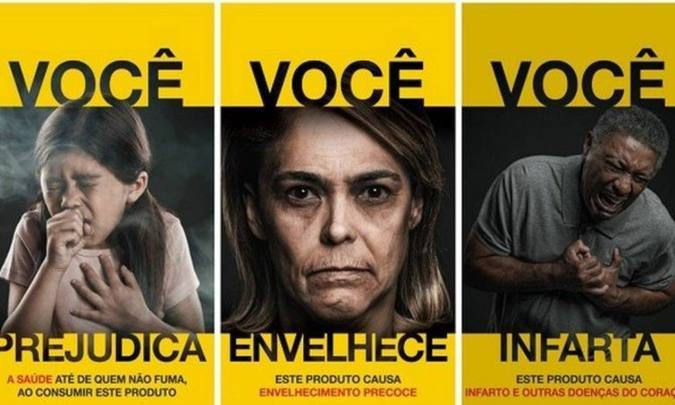 VOCÊ
PREJUDICA
A SAÚDE ATÉ DE QUEM NÃO FUMA,
AO CONSUMIR ESTE PRODUTO
VOCÊ
ENVELHECE
ESTE PRODUTO CAUSA
ENVELHECIMENTO PRECOCE
VOCÊ
INFARTA
ESTE PRODUTO CAUSA
INFARTO E OUTRAS DOENÇAS DO CORAÇ